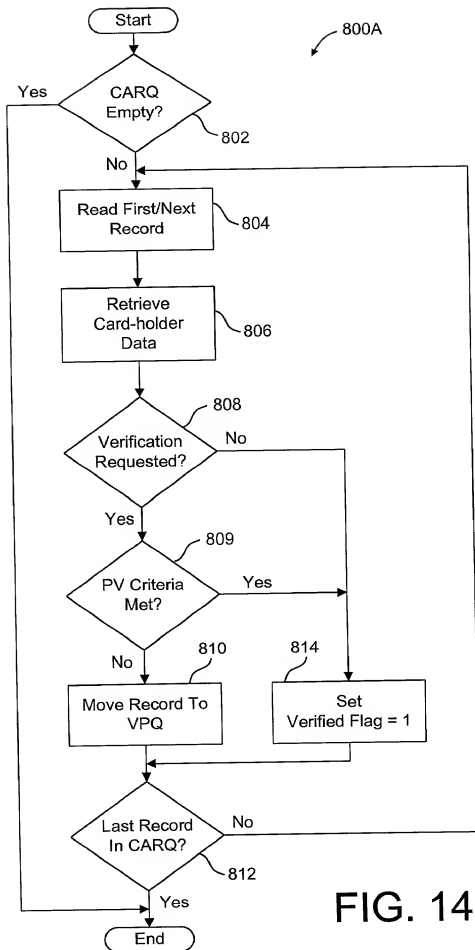 Start
800A
Yes
CARQ
Empty?
802
No
Read First/Next
Record
804
Retrieve
Card-holder
Data
806
808
Verification
Requested?
No
Yes
809
PV Criteria
Met?
Yes
No
810
814
Move Record To
VPQ
Set
Verified Flag = 1
Last Record
In CARQ?
No
812
Yes
End
FIG. 14